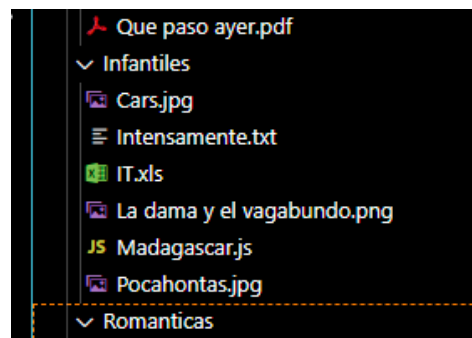 Que paso ayer.pdf
Infantiles
Cars.jpg
Intensamente.txt
IT.xls
La dama y el vagabundo.png
JS Madagascar.js
Pocahontas.jpg
Romanticas